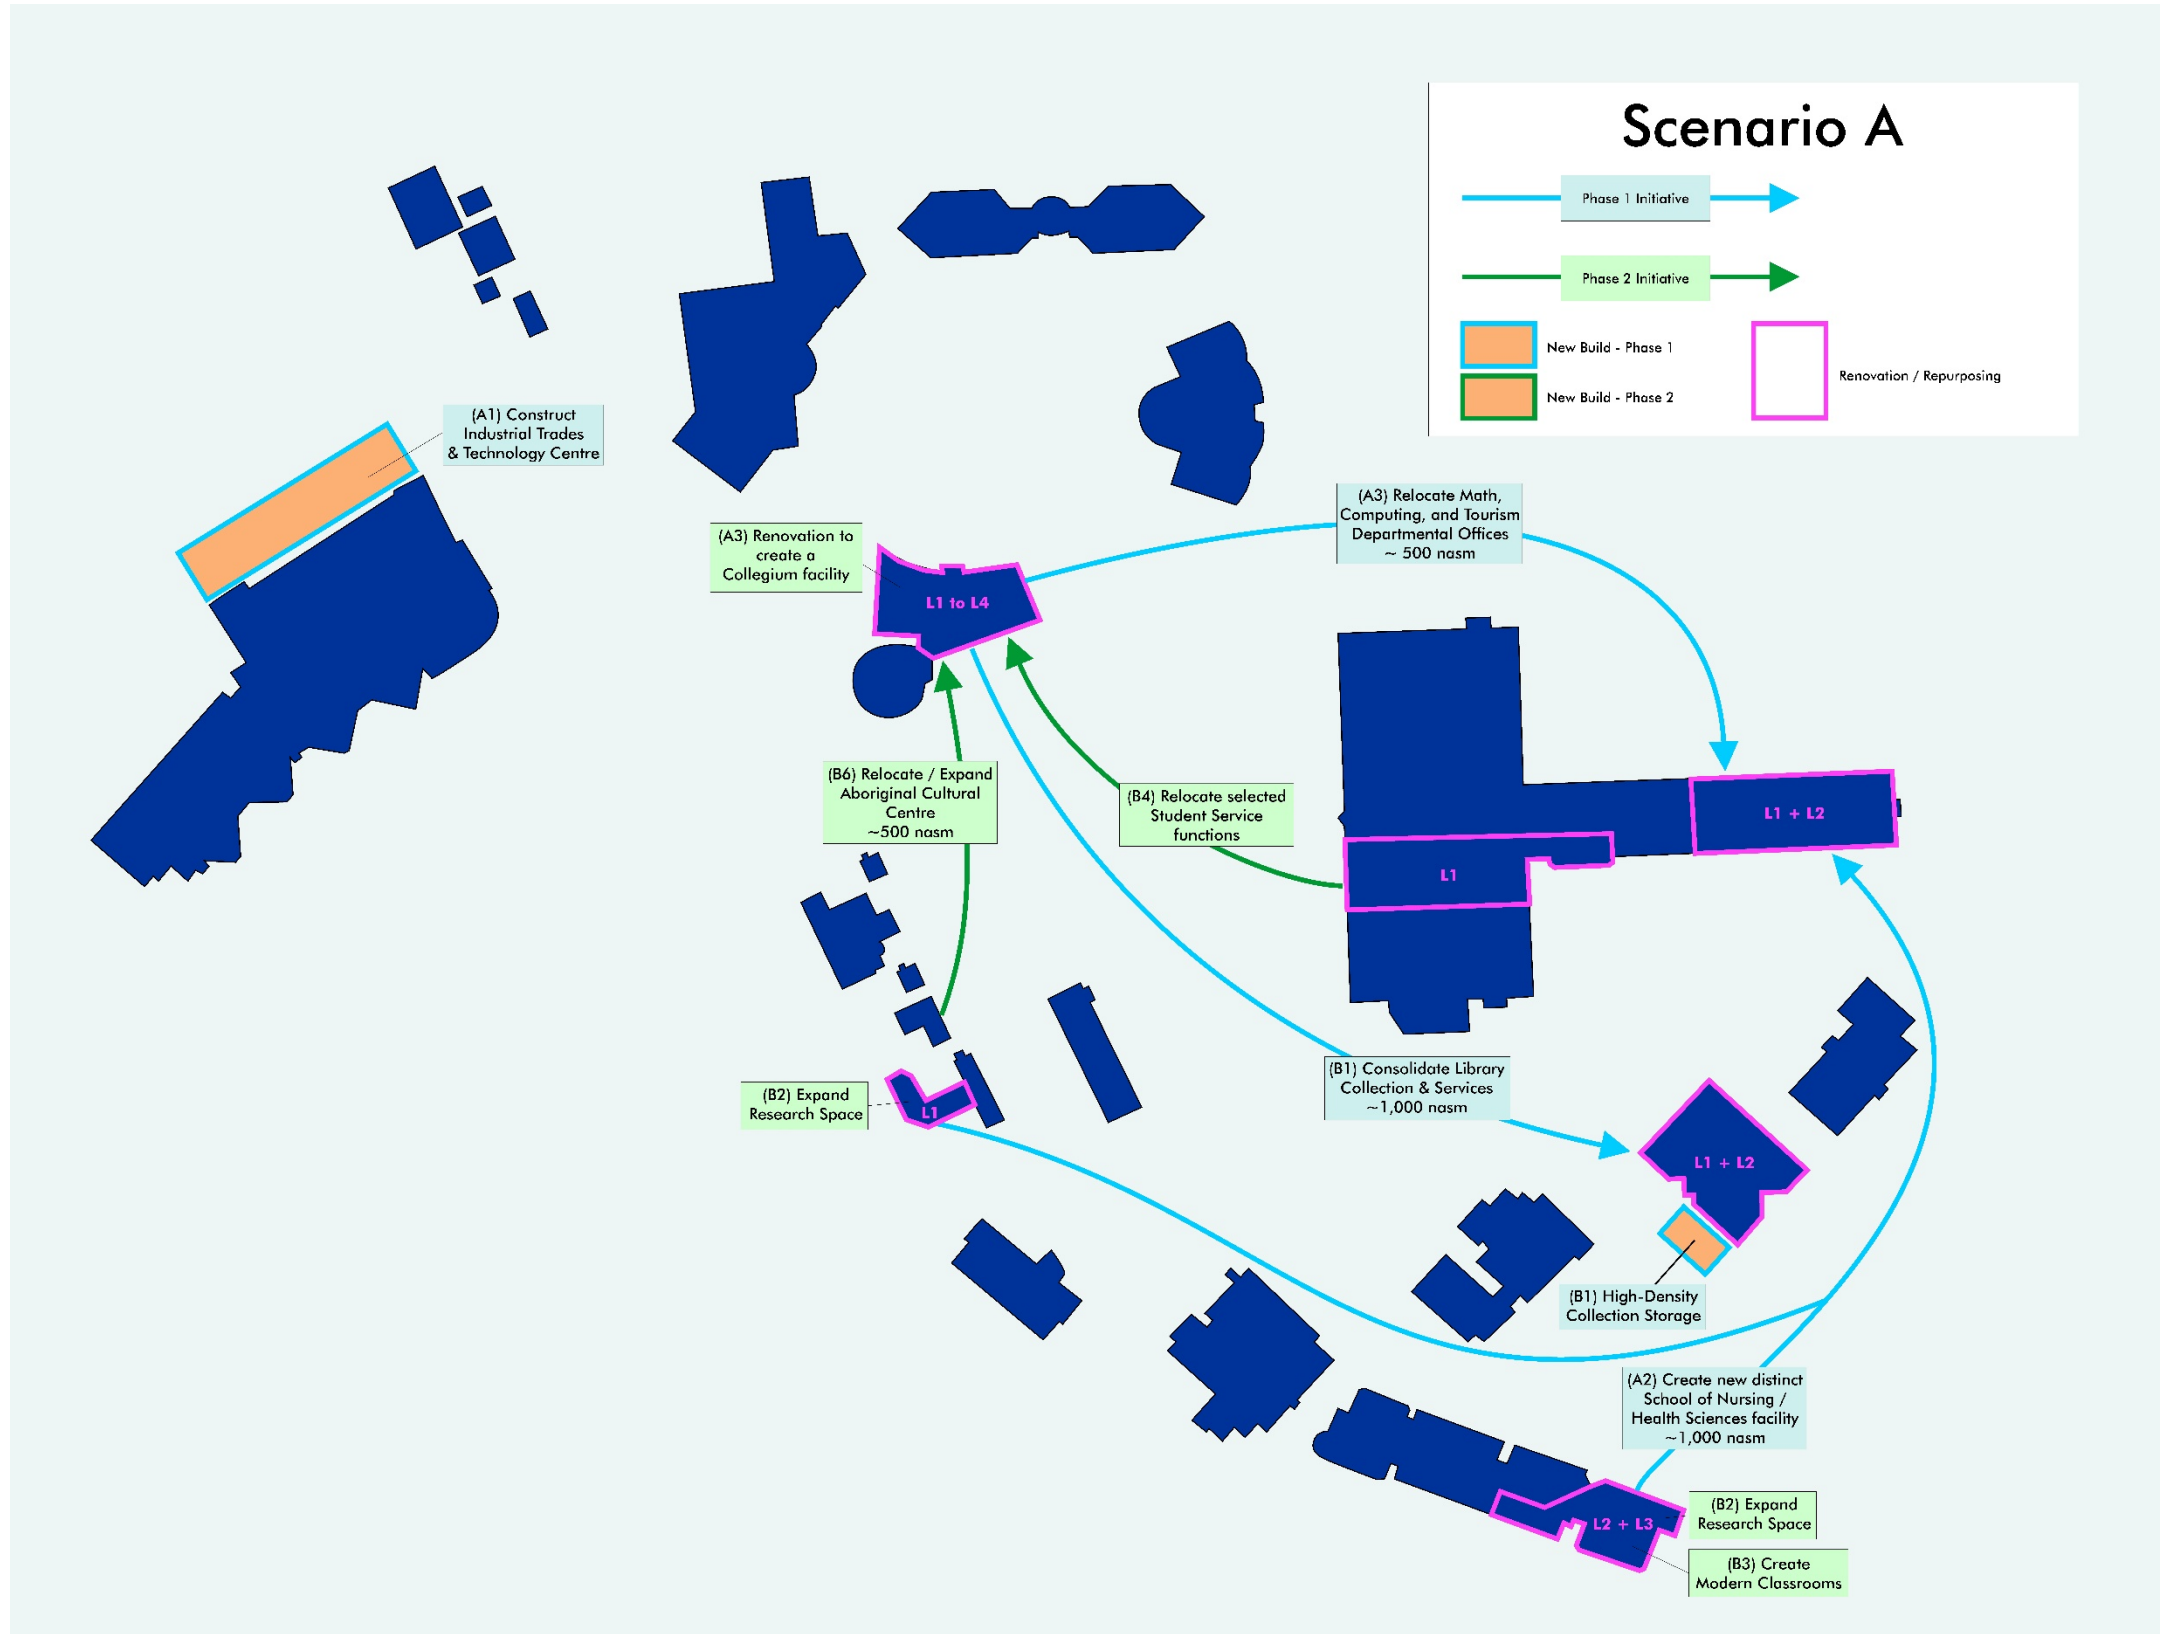 Scenario A
Phase 1 Initiative
Phase 2 Initiative
New Build - Phase 1
New Build - Phase 2
Renovation / Repurposing
(A1) Construct
Industrial Trades
& Technology Centre
(A3) Renovation to
create a
Collegium facility
L1 to L4
(A3) Relocate Math,
Computing, and Tourism
Departmental Offices
~ 500 nasm
(B6) Relocate / Expand
Aboriginal Cultural
Centre
~500 nasm
(B4) Relocate selected
Student Service
functions
L1 + L2
L1
(B2) Expand
Research Space
L1
(B1) Consolidate Library
Collection & Services
~1,000 nasm
L1 + L2
(B1) High-Density
Collection Storage
(A2) Create new distinct
School of Nursing /
Health Sciences facility
~1,000 nasm
L2 + L3
(B2) Expand
Research Space
(B3) Create
Modern Classrooms